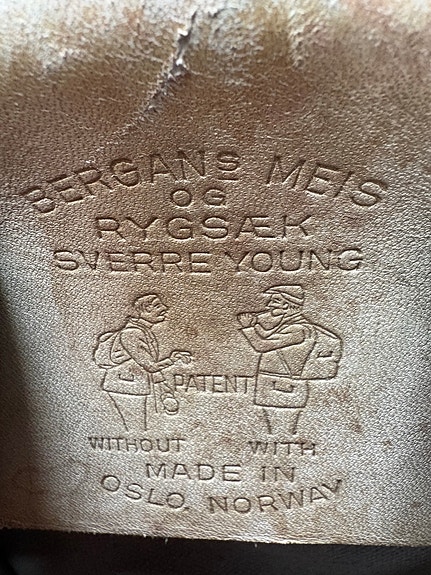 BERGANS MEIS
OG
RYGSÆK
SVERRE YOUNG
PATENT
WITHOUT WITH
MADE IN
OSLO, NORWAY